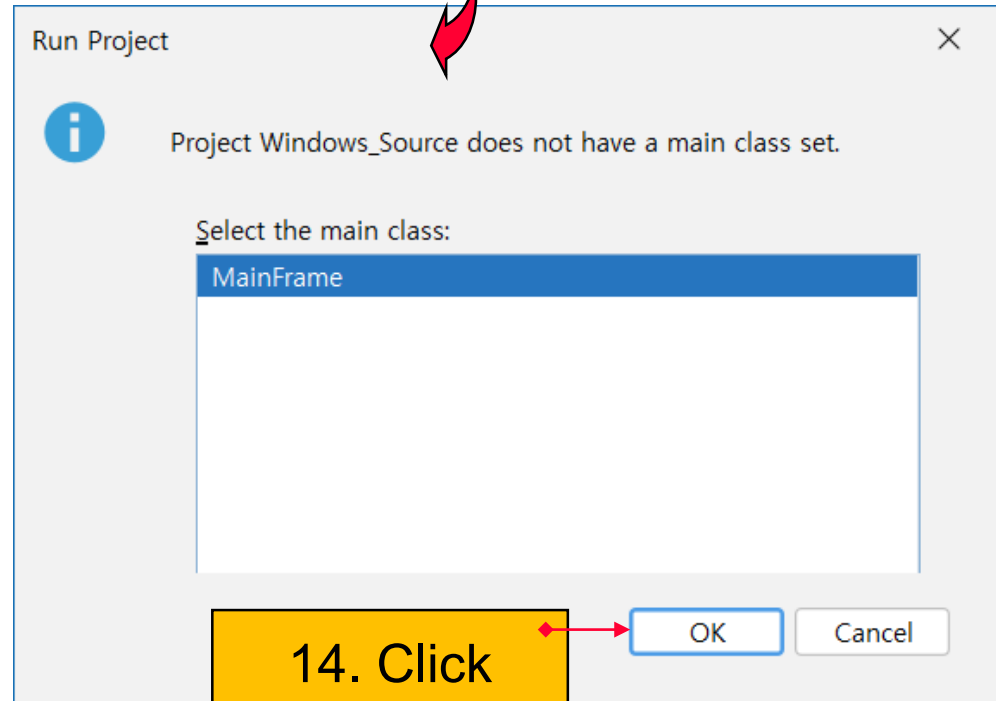 Run Project
Project Windows_Source does not have a main class set.
Select the main class:
MainFrame
OK Cancel
14. Click